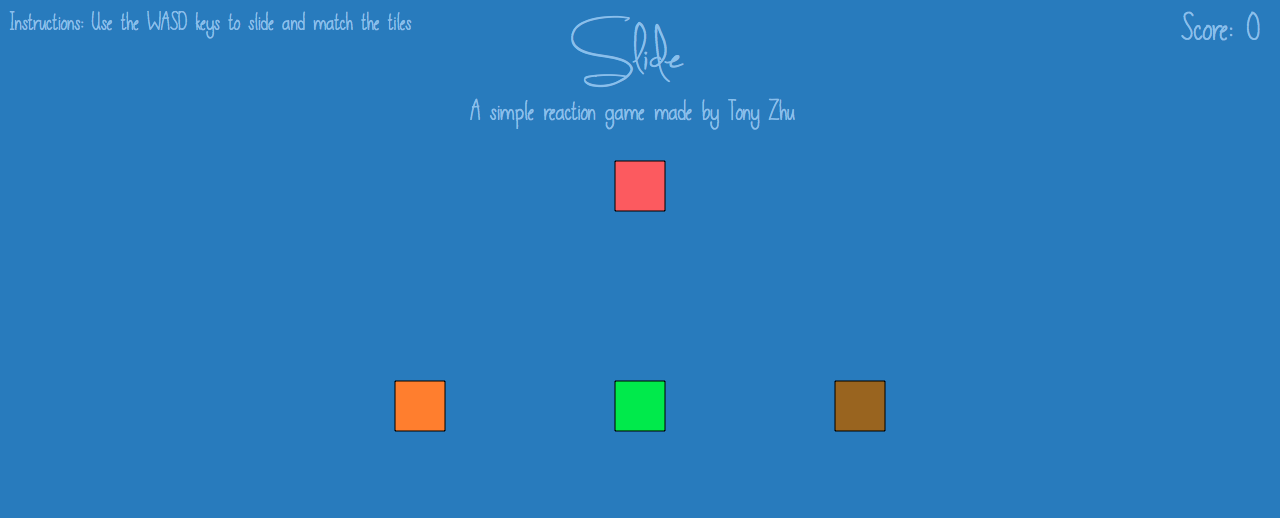 Instructions: Use the WASD keys to slide and match the tiles
Score: 0
Slide
A simple reaction game made by Tony Zhu